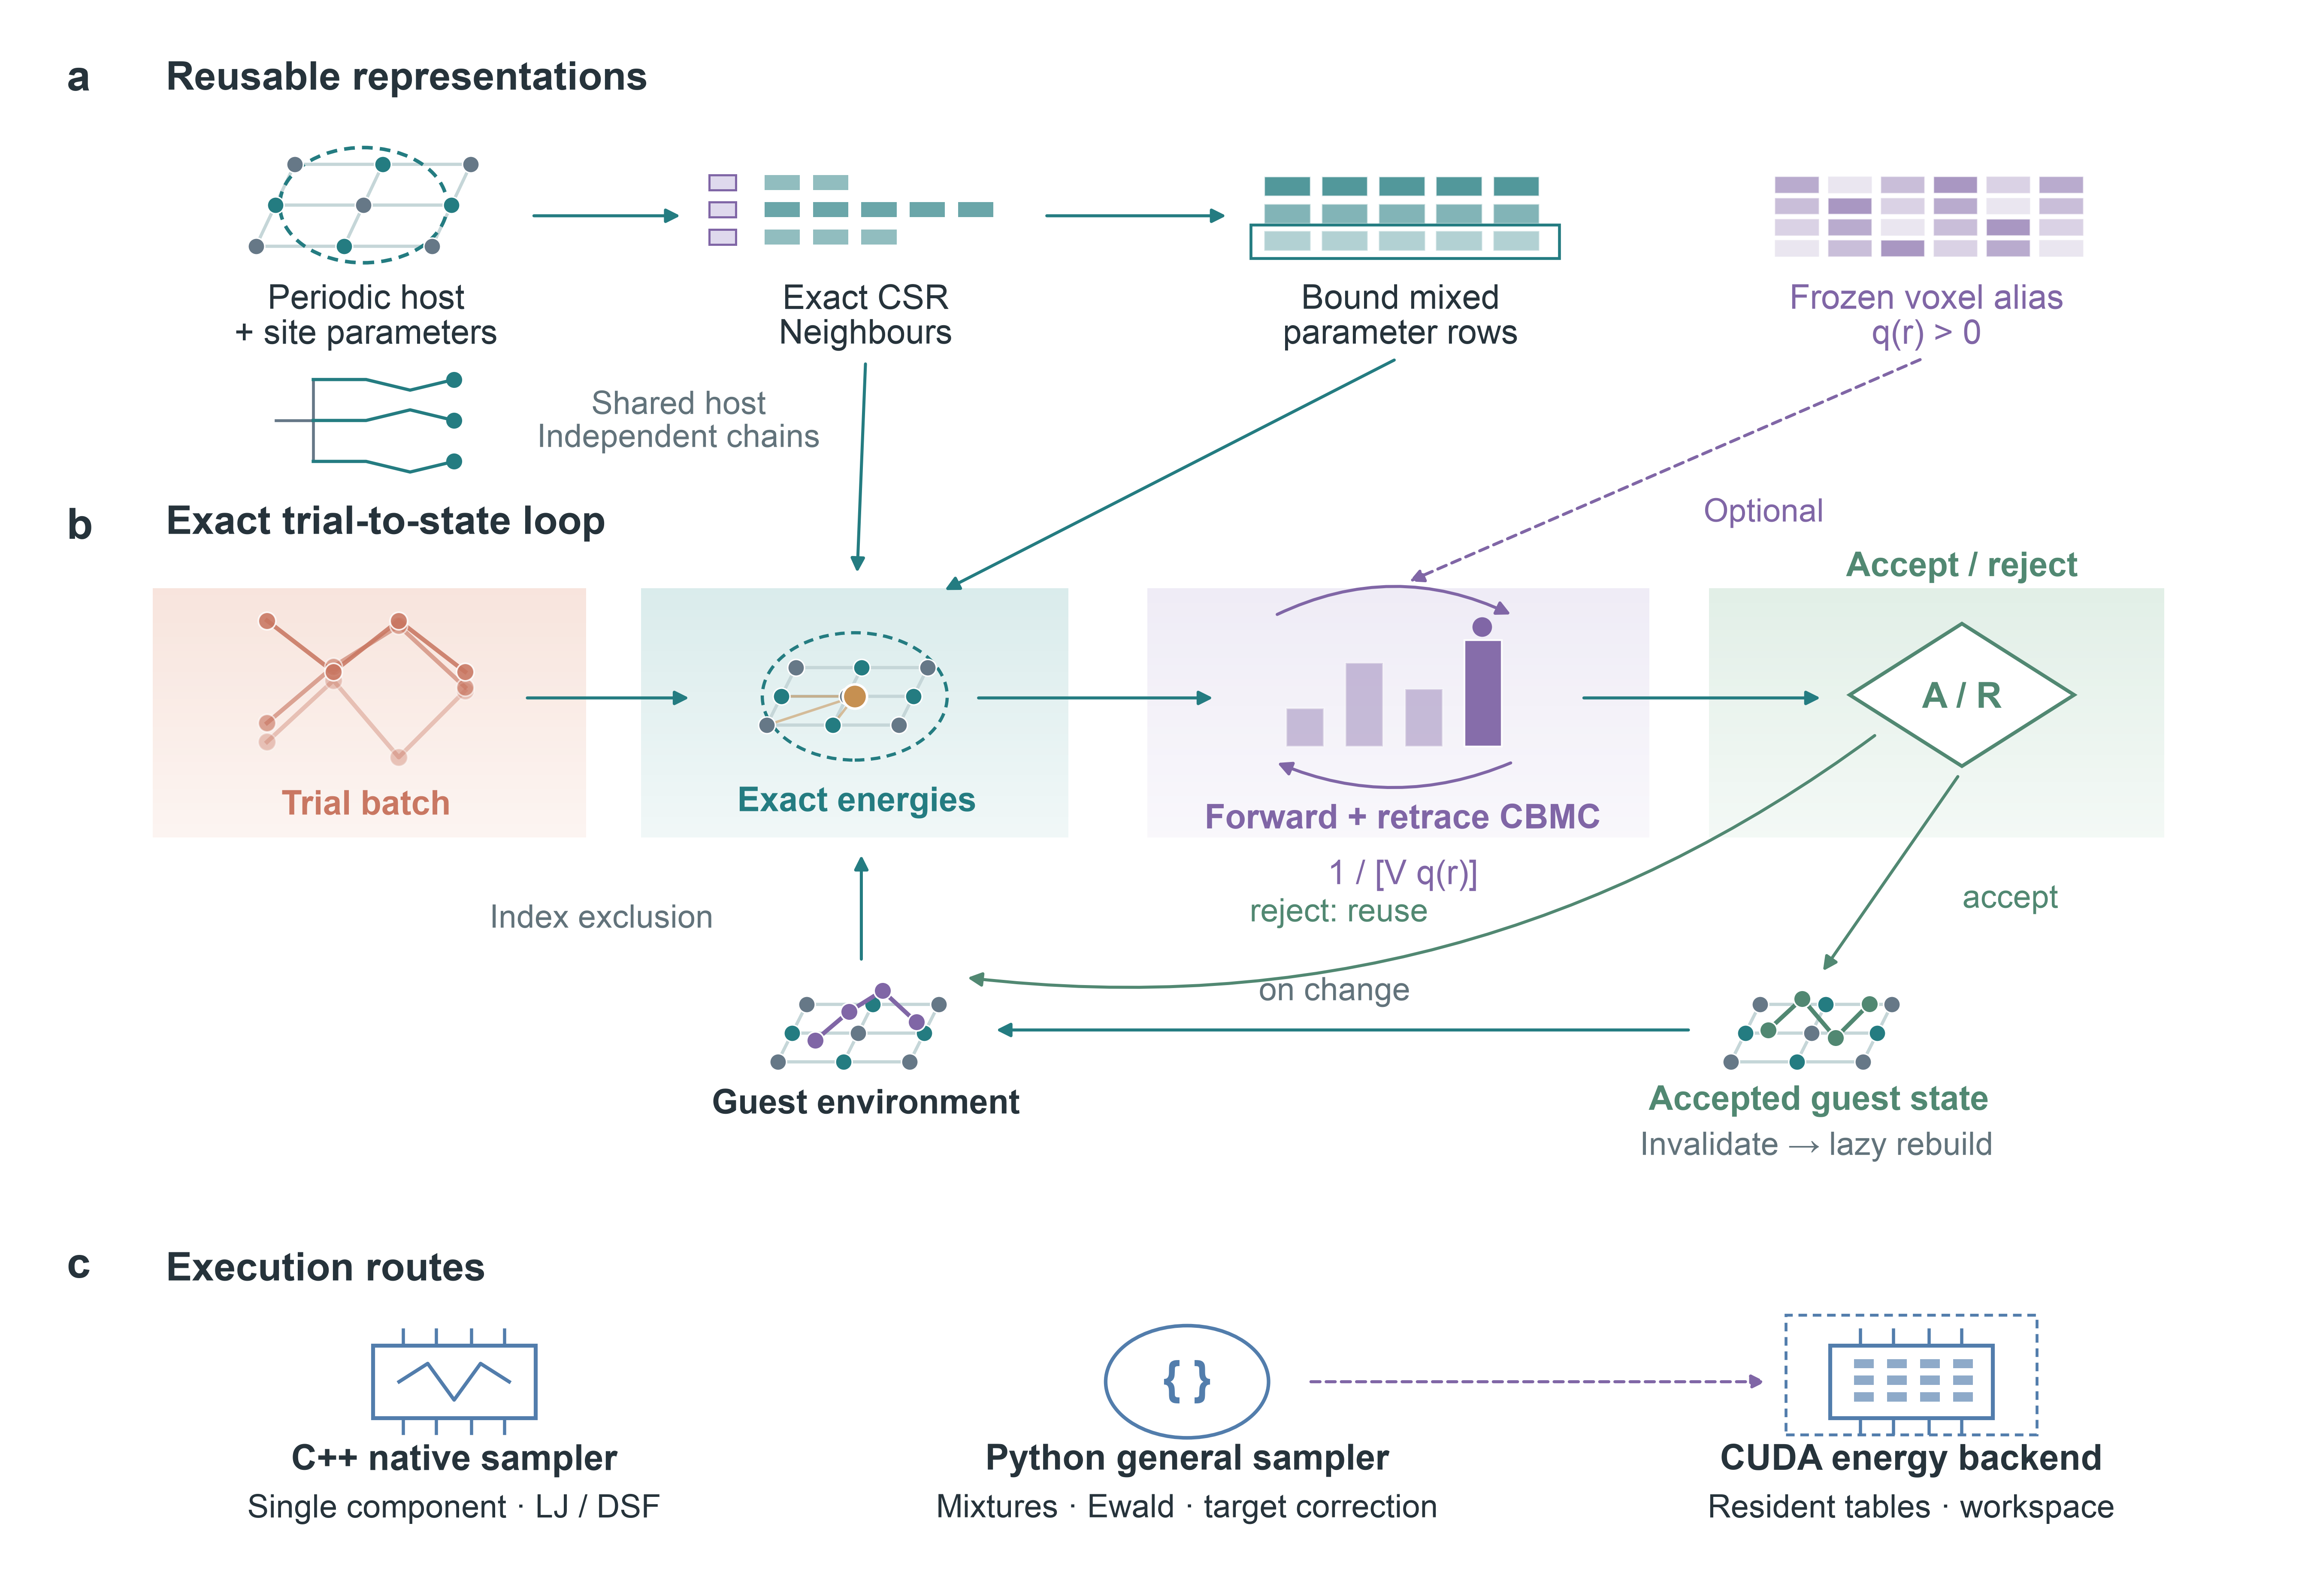 a
Reusable representations
Periodic host
+ site parameters
Exact CSR
Neighbours
Bound mixed
parameter rows
Frozen voxel alias
q(r) > 0
Shared host
Independent chains
b
Exact trial-to-state loop
Optional
Accept / reject
A / R
Trial batch
Exact energies
Forward + retrace CBMC
1 / [V q(r)]
reject: reuse
Index exclusion
accept
on change
Guest environment
Accepted guest state
Invalidate → lazy rebuild
c
Execution routes
{ }
C++ native sampler
Single component · LJ / DSF
Python general sampler
Mixtures · Ewald · target correction
CUDA energy backend
Resident tables · workspace